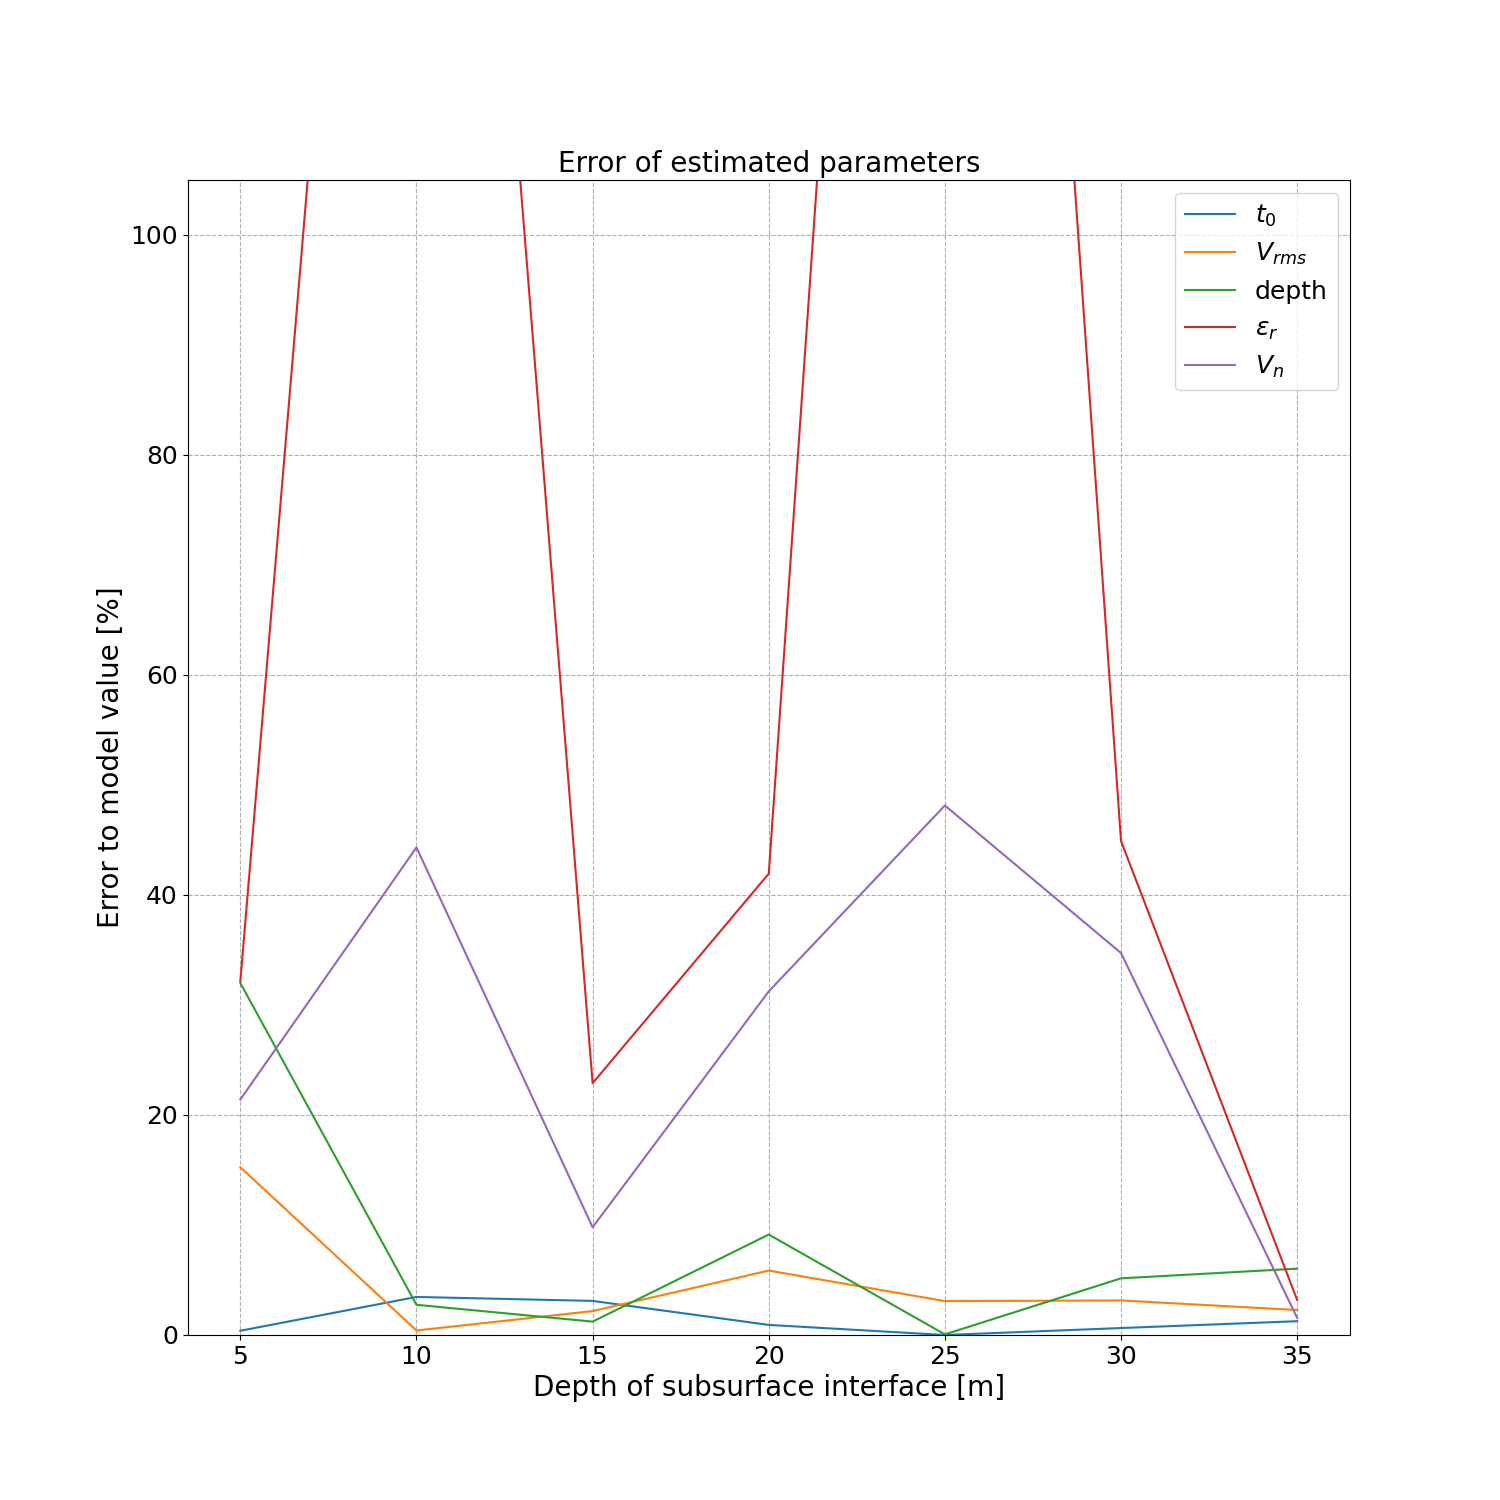 Error of estimated parameters
t₀
Vᵣₘₛ
depth
εᵣ
Vₙ
100
80
60
40
20
0
Error to model value [%]
5 10 15 20 25 30 35
Depth of subsurface interface [m]